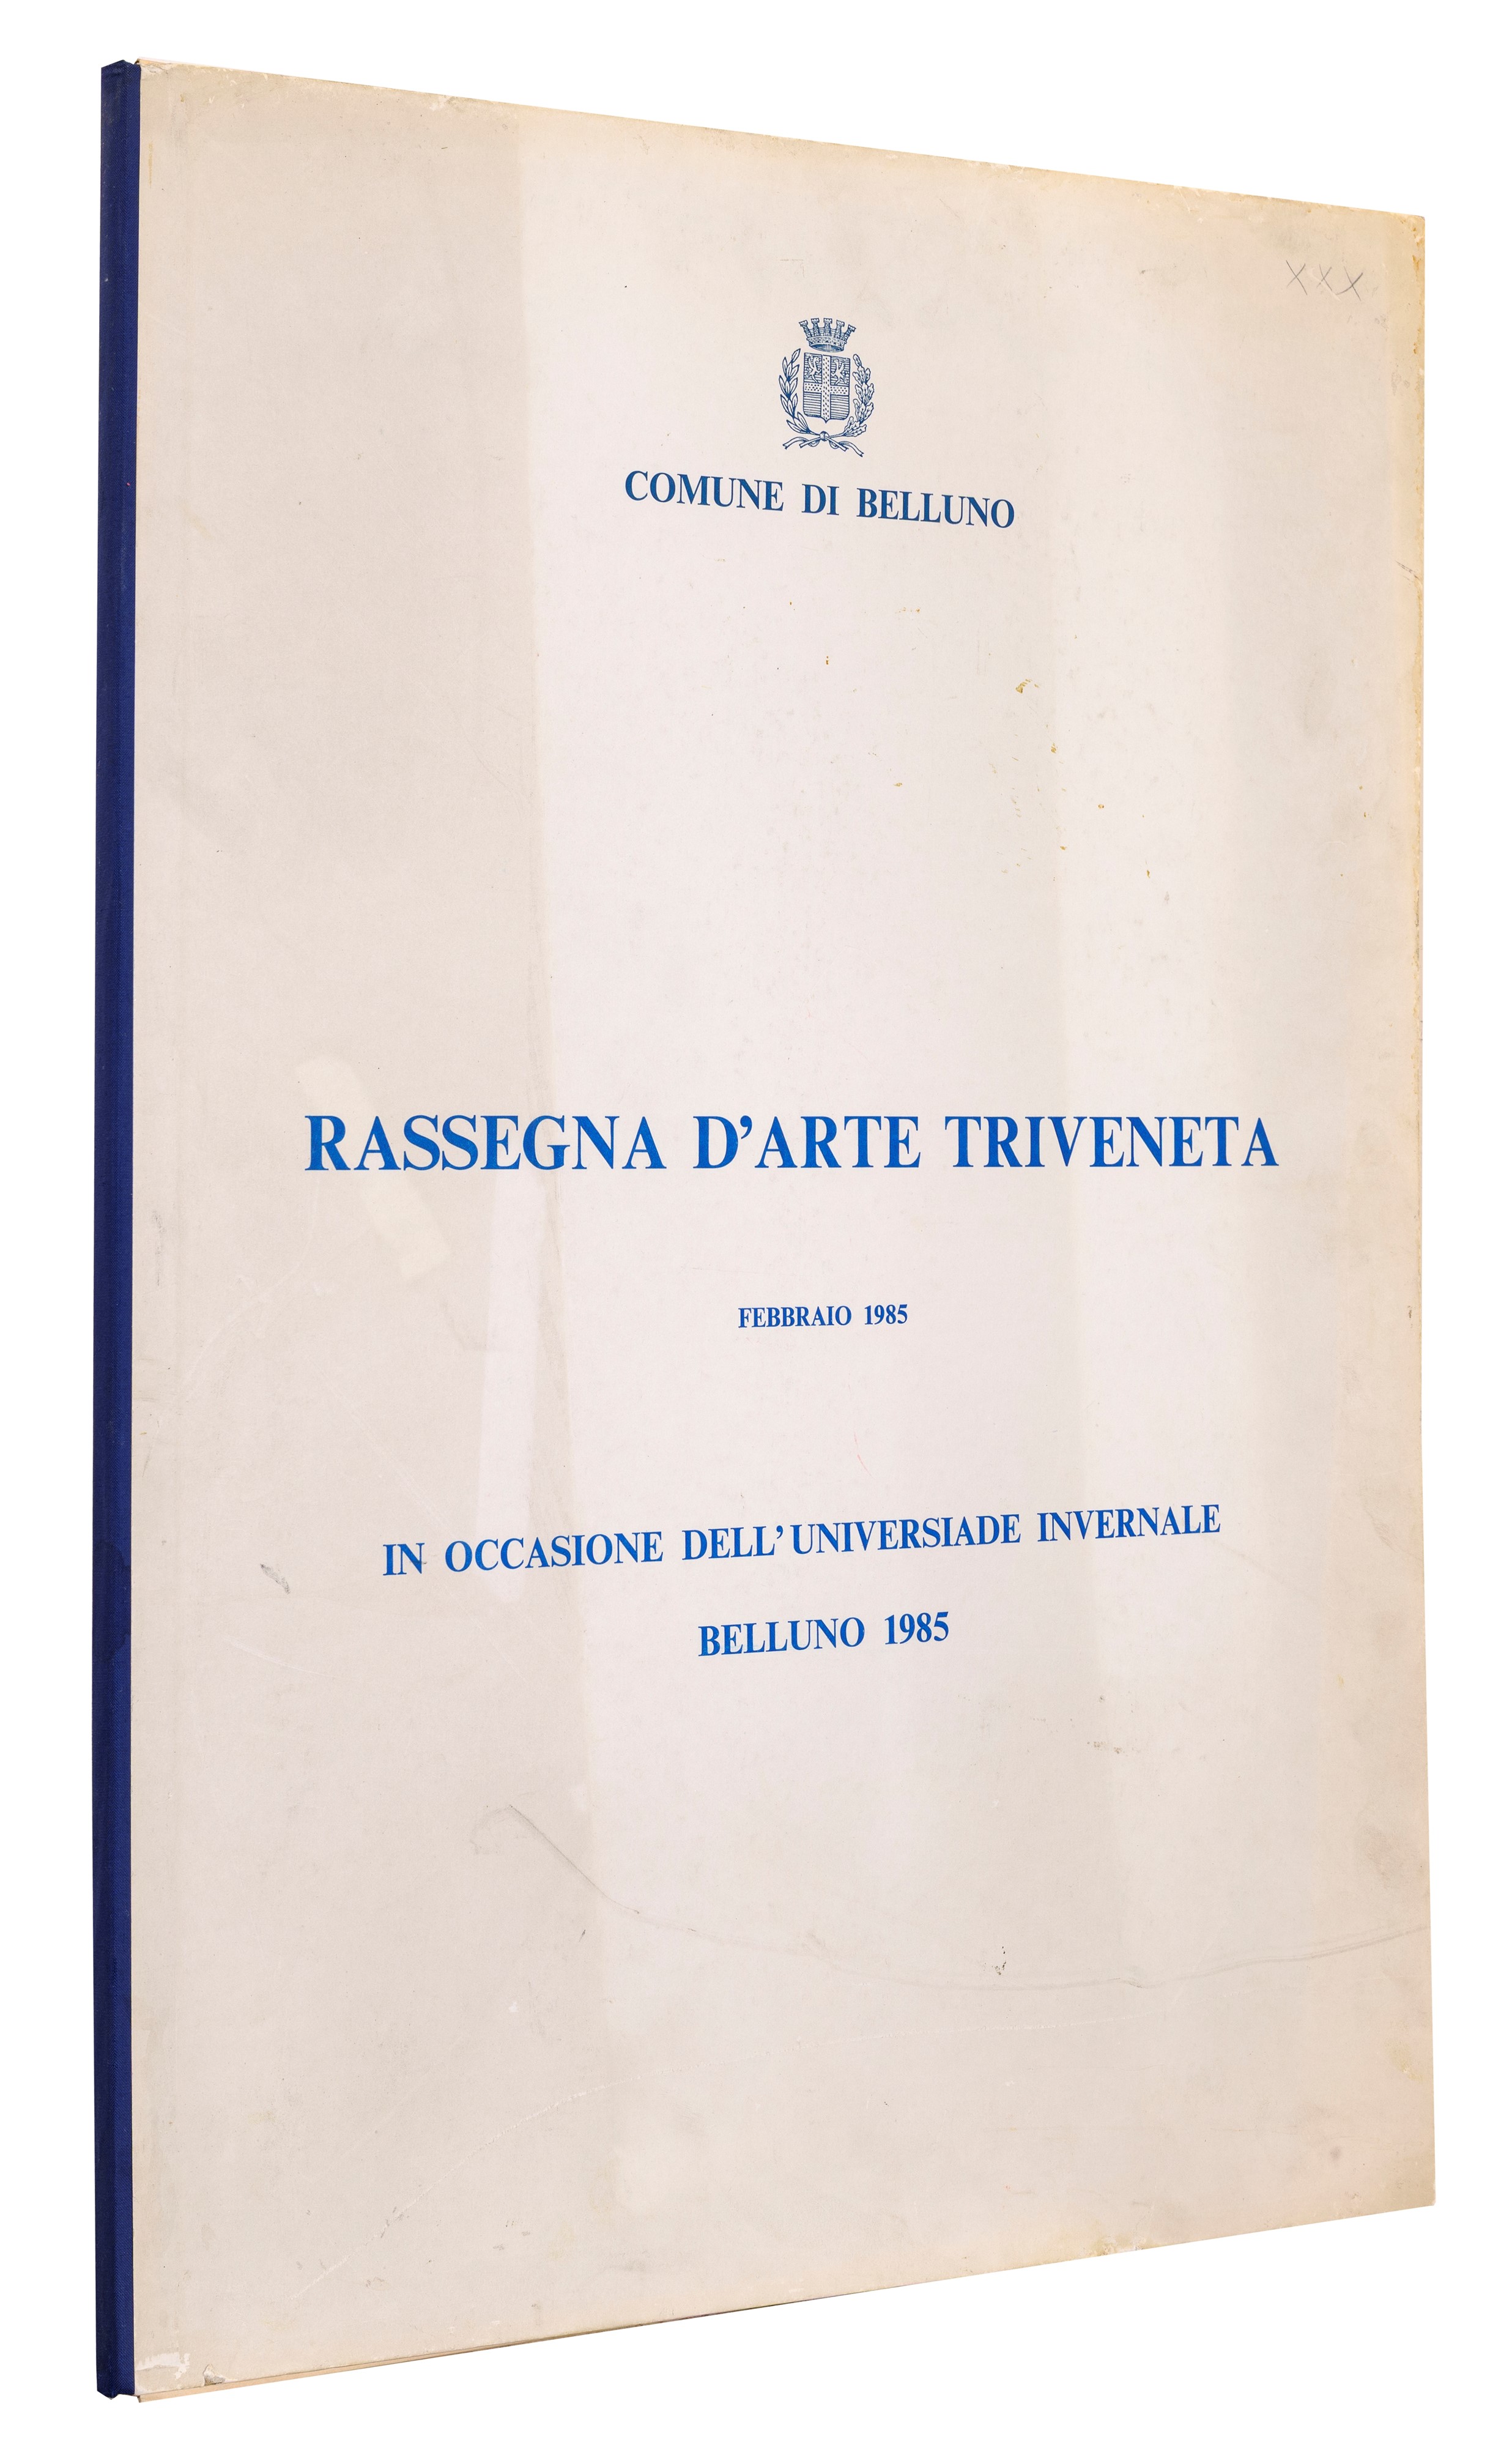 XXX
COMUNE DI BELLUNO
RASSEGNA D'ARTE TRIVENETA
FEBBRAIO 1985
IN OCCASIONE DELL'UNIVERSIADE INVERNALE
BELLUNO 1985